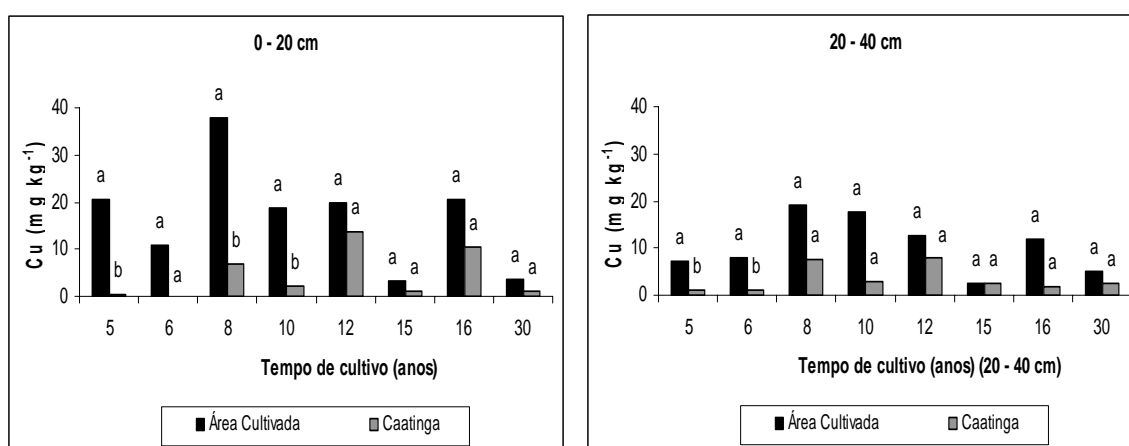 0 - 20 cm
Cu (mg kg⁻¹)
40
30
20
10
0
a
b
a
a
a
b
a
b
a
a
a
a
a
a
a
a
5
6
8
10
12
15
16
30
Tempo de cultivo (anos)
Área Cultivada
Caatinga
20 - 40 cm
Cu (mg kg⁻¹)
40
30
20
10
0
a
b
a
b
a
a
a
a
a
a
a
a
a
a
a
a
5
6
8
10
12
15
16
30
Tempo de cultivo (anos) (20 - 40 cm)
Área Cultivada
Caatinga